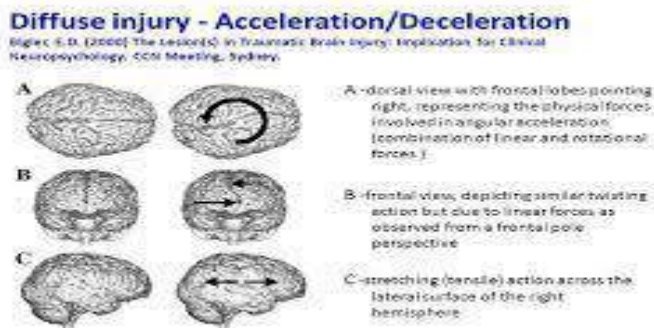 Diffuse injury - Acceleration/Deceleration
Bigler, E.D. (2000) The Lesion(s) in Traumatic Brain Injury: Implication for Clinical
Neuropsychology. CCN Meeting, Sydney.
A
A -dorsal view with frontal lobes pointing
right, representing the physical forces
involved in angular acceleration
(combination of linear and rotational
forces.)
B
B -frontal view, depicting similar twisting
action but due to linear forces as
observed from a frontal pole
perspective
C
C -stretching (tensile) action across the
lateral surface of the right
hemisphere